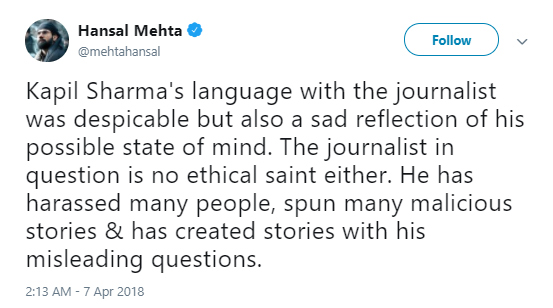 Hansal Mehta
@mehtahansal
Follow
Kapil Sharma's language with the journalist
was despicable but also a sad reflection of his
possible state of mind. The journalist in
question is no ethical saint either. He has
harassed many people, spun many malicious
stories & has created stories with his
misleading questions.
2:13 AM - 7 Apr 2018